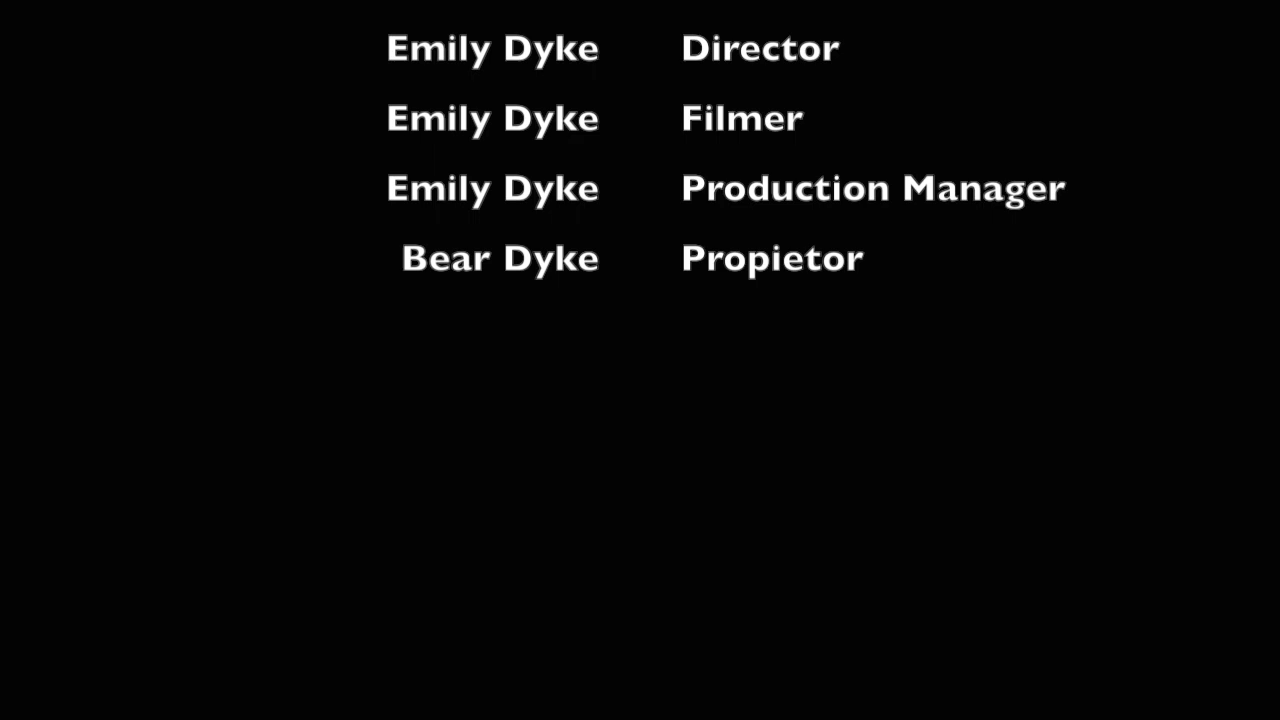 Emily Dyke Director
Emily Dyke Filmer
Emily Dyke Production Manager
Bear Dyke Propietor